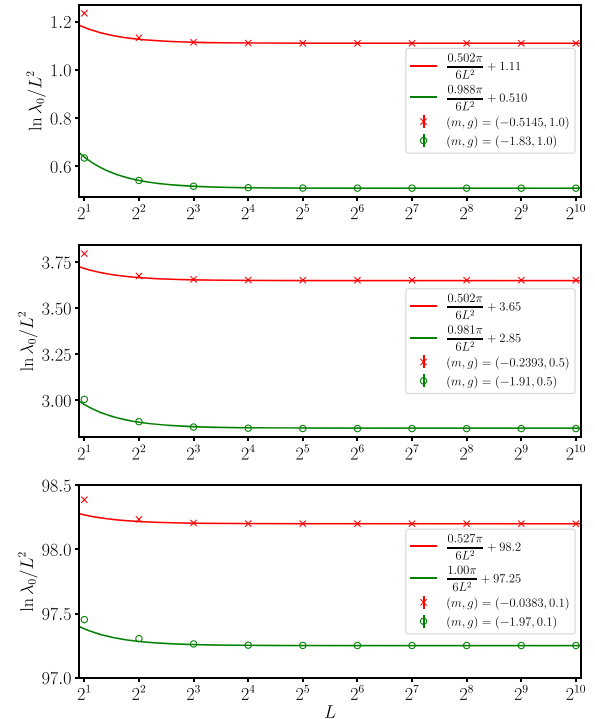 1.2
1.0
0.8
0.6
ln λ₀/L²
0.502π/6L² + 1.11
0.988π/6L² + 0.510
(m, g) = (−0.5145, 1.0)
(m, g) = (−1.83, 1.0)
2¹ 2² 2³ 2⁴ 2⁵ 2⁶ 2⁷ 2⁸ 2⁹ 2¹⁰
3.75
3.50
3.25
3.00
ln λ₀/L²
0.502π/6L² + 3.65
0.981π/6L² + 2.85
(m, g) = (−0.2393, 0.5)
(m, g) = (−1.91, 0.5)
2¹ 2² 2³ 2⁴ 2⁵ 2⁶ 2⁷ 2⁸ 2⁹ 2¹⁰
98.5
98.0
97.5
97.0
ln λ₀/L²
0.527π/6L² + 98.2
1.00π/6L² + 97.25
(m, g) = (−0.0383, 0.1)
(m, g) = (−1.97, 0.1)
2¹ 2² 2³ 2⁴ 2⁵ 2⁶ 2⁷ 2⁸ 2⁹ 2¹⁰
L